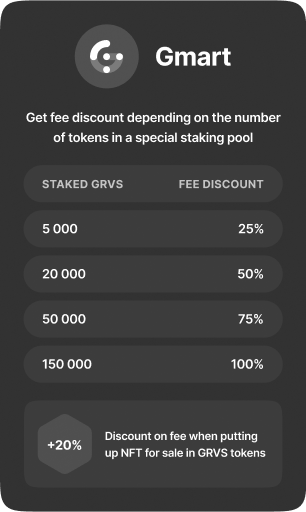 Gmart
Get fee discount depending on the number
of tokens in a special staking pool
STAKED GRVS FEE DISCOUNT
5 000 25%
20 000 50%
50 000 75%
150 000 100%
+20%
Discount on fee when putting
up NFT for sale in GRVS tokens